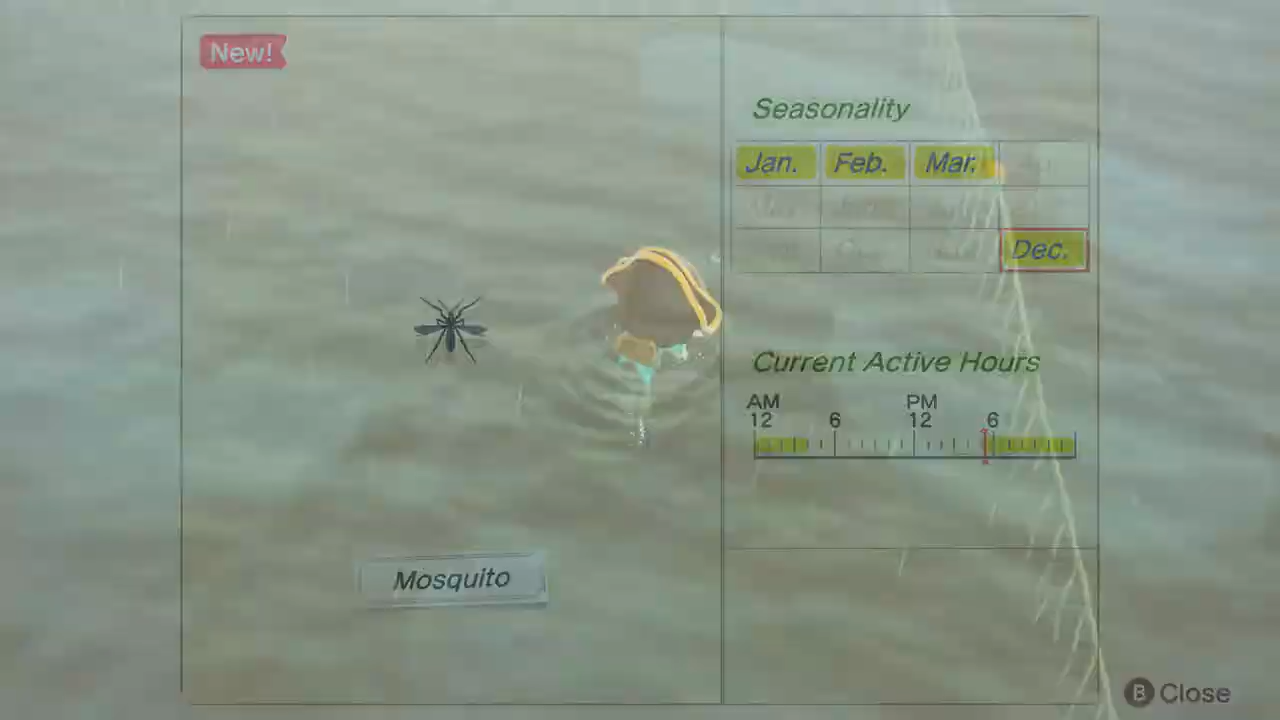 New!
Seasonality
Jan. Feb. Mar.
Dec.
Current Active Hours
AM PM
12 6 12 6
Mosquito
B Close